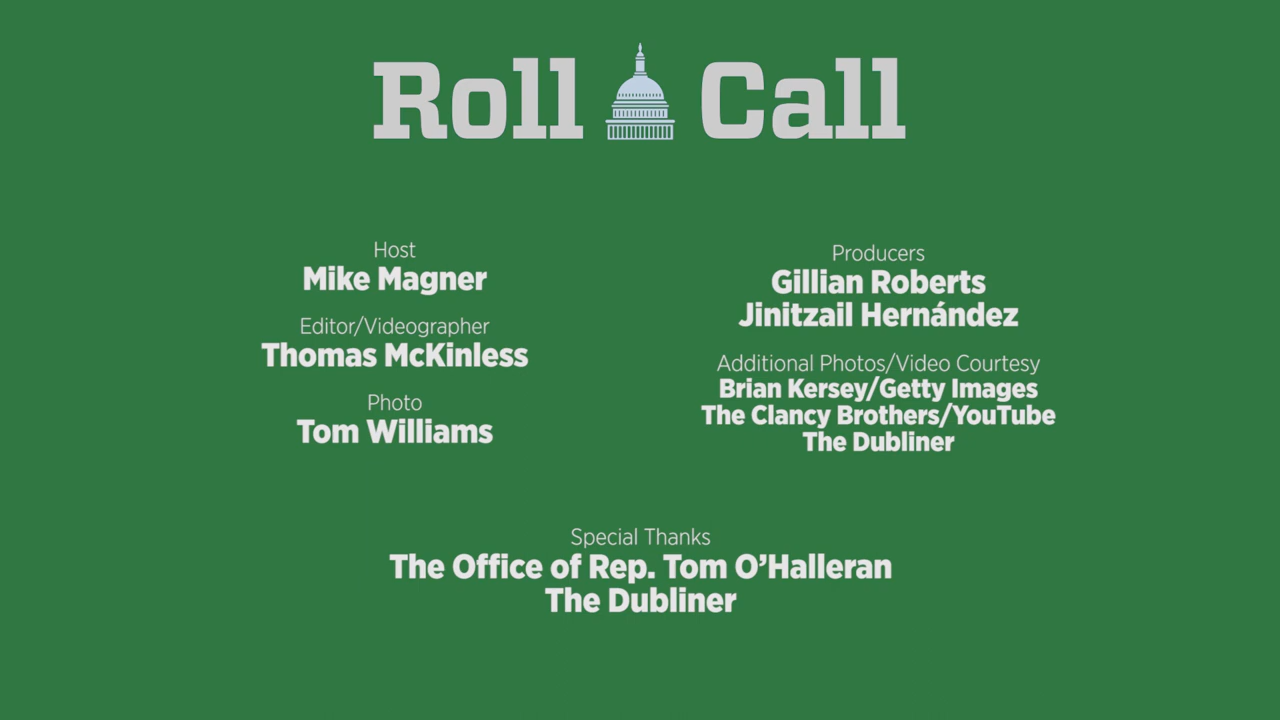 Roll Call
Host
Mike Magner
Editor/Videographer
Thomas McKinless
Photo
Tom Williams
Producers
Gillian Roberts
Jinitzail Hernández
Additional Photos/Video Courtesy
Brian Kersey/Getty Images
The Clancy Brothers/YouTube
The Dubliner
Special Thanks
The Office of Rep. Tom O’Halleran
The Dubliner